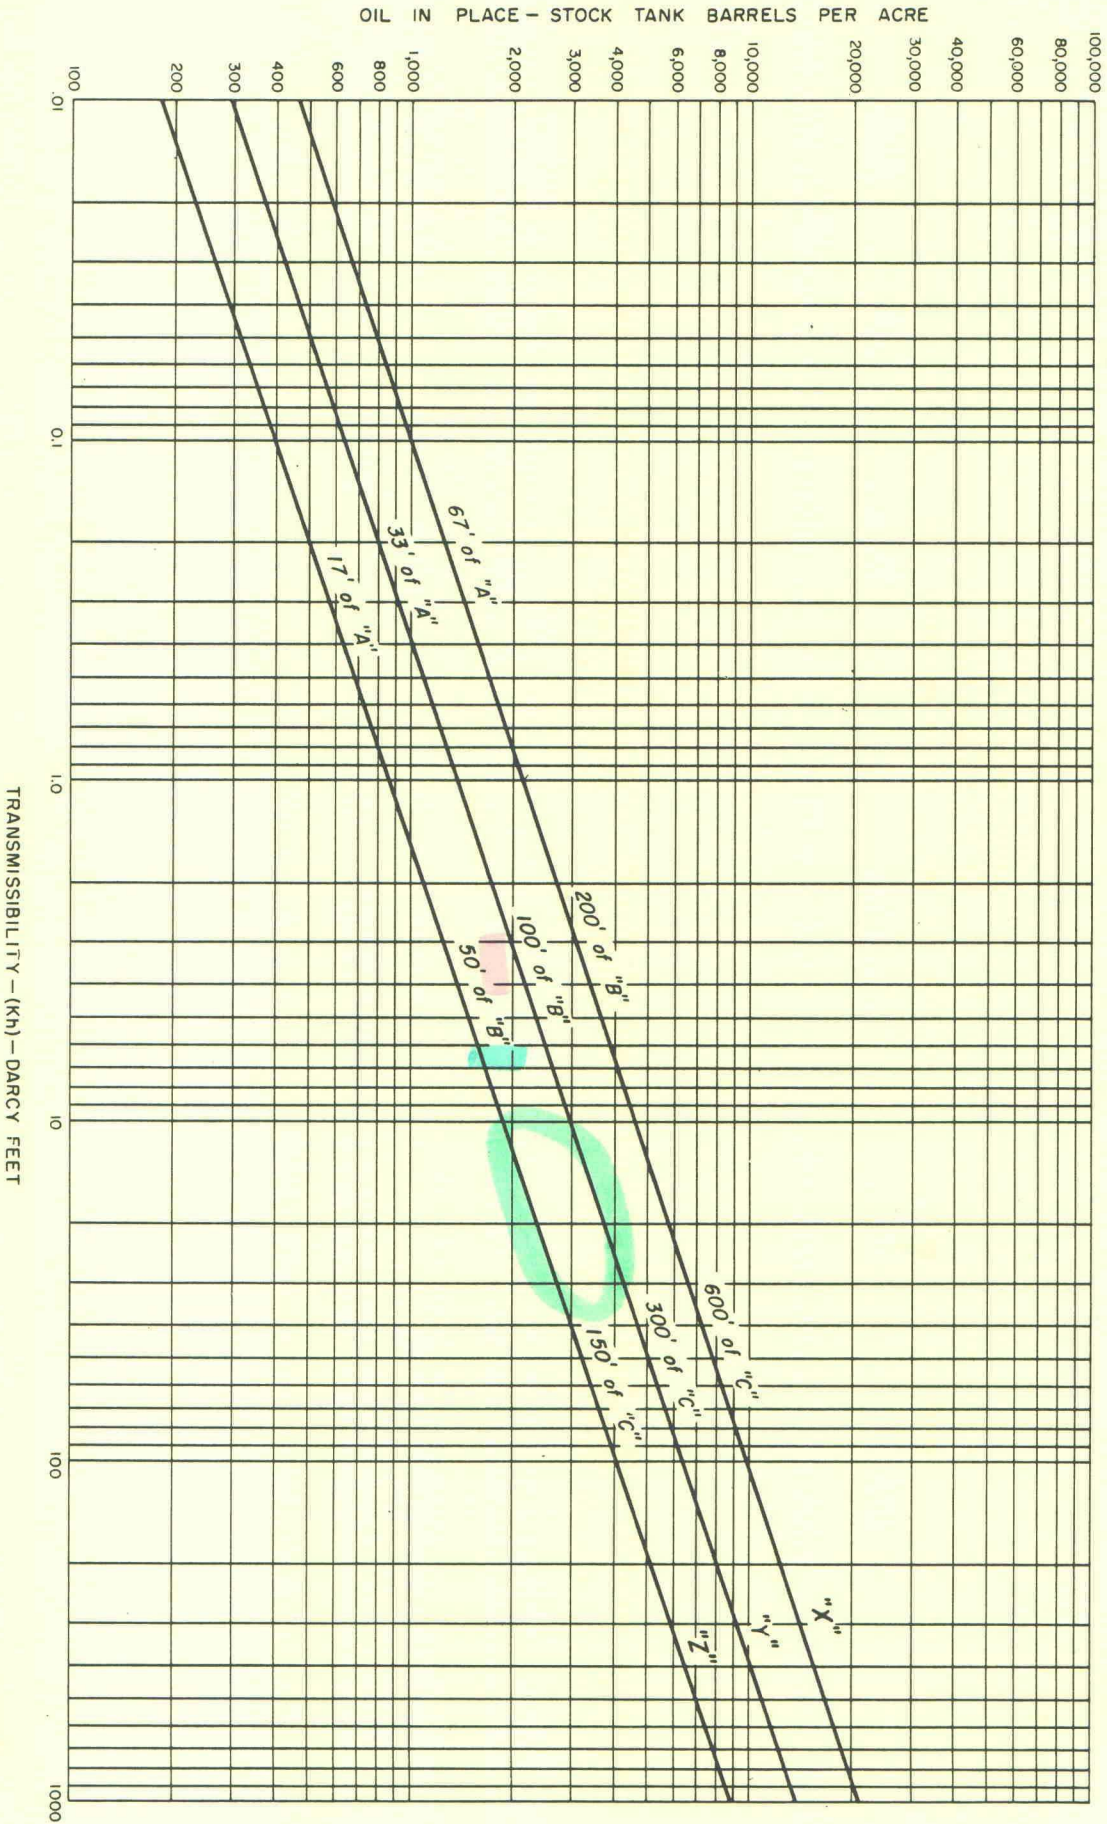 OIL IN PLACE — STOCK TANK BARRELS PER ACRE
100,000
80,000
60,000
40,000
30,000
20,000
10,000
8,000
6,000
4,000
3,000
2,000
1,000
800
600
400
300
200
100
.01
0.1
1.0
10
100
1000
67' of "A"
33' of "A"
17' of "A"
200' of "B"
100' of "B"
50' of "B"
600' of "C"
300' of "C"
150' of "C"
"X"
"Y"
"Z"
TRANSMISSIBILITY — (Kh) — DARCY FEET